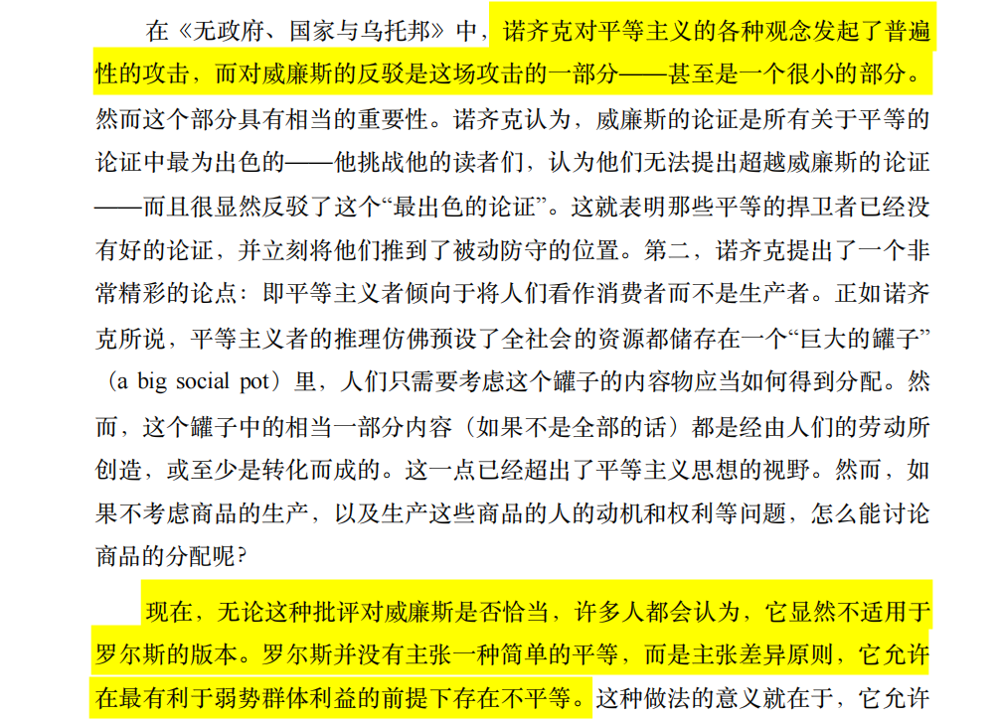 在《无政府、国家与乌托邦》中，诺齐克对平等主义的各种观念发起了普遍
性的攻击，而对威廉斯的反驳是这场攻击的一部分——甚至是一个很小的部分。
然而这个部分具有相当的重要性。诺齐克认为，威廉斯的论证是所有关于平等的
论证中最为出色的——他挑战他的读者们，认为他们无法提出超越威廉斯的论证
——而且很显然反驳了这个“最出色的论证”。这就表明那些平等的捍卫者已经没
有好的论证，并立刻将他们推到了被动防守的位置。第二，诺齐克提出了一个非
常精彩的论点：即平等主义者倾向于将人们看作消费者而不是生产者。正如诺齐
克所说，平等主义者的推理仿佛预设了全社会的资源都储存在一个“巨大的罐子”
（a big social pot）里，人们只需要考虑这个罐子的内容物应当如何得到分配。然
而，这个罐子中的相当一部分内容（如果不是全部的话）都是经由人们的劳动所
创造，或至少是转化而成的。这一点已经超出了平等主义思想的视野。然而，如
果不考虑商品的生产，以及生产这些商品的人的动机和权利等问题，怎么能讨论
商品的分配呢？
现在，无论这种批评对威廉斯是否恰当，许多人都会认为，它显然不适用于
罗尔斯的版本。罗尔斯并没有主张一种简单的平等，而是主张差异原则，它允许
在最有利于弱势群体利益的前提下存在不平等。这种做法的意义就在于，它允许